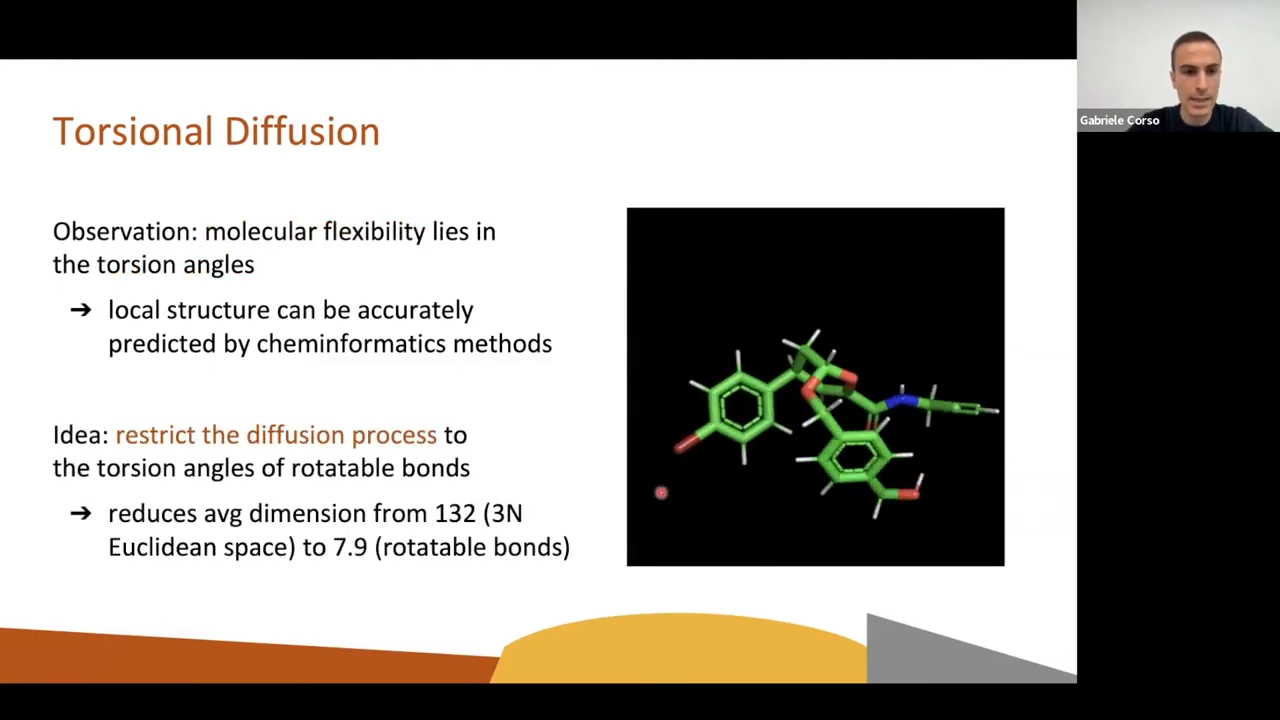 Torsional Diffusion
Observation: molecular flexibility lies in
the torsion angles
➔ local structure can be accurately
predicted by cheminformatics methods
Idea: restrict the diffusion process to
the torsion angles of rotatable bonds
➔ reduces avg dimension from 132 (3N
Euclidean space) to 7.9 (rotatable bonds)
Gabriele Corso